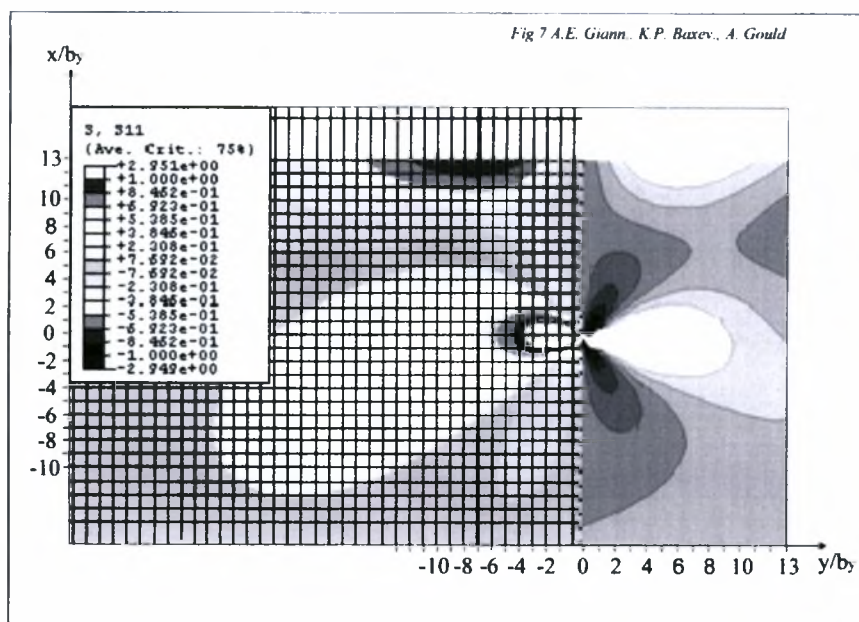 Fig 7 A.E. Giann., K.P. Baxev., A. Gould
x/by
S, S11
(Ave. Crit.: 75%)
+2.951e+00
+1.000e+00
+8.462e-01
+6.923e-01
+5.385e-01
+3.846e-01
+2.308e-01
+7.692e-02
-7.692e-02
-2.308e-01
-3.846e-01
-5.385e-01
-6.923e-01
-8.462e-01
-1.000e+00
-2.949e+00
13
10
8
6
4
2
0
-2
-4
-6
-8
-10
-10 -8 -6 -4 -2 0 2 4 6 8 10 13 y/by